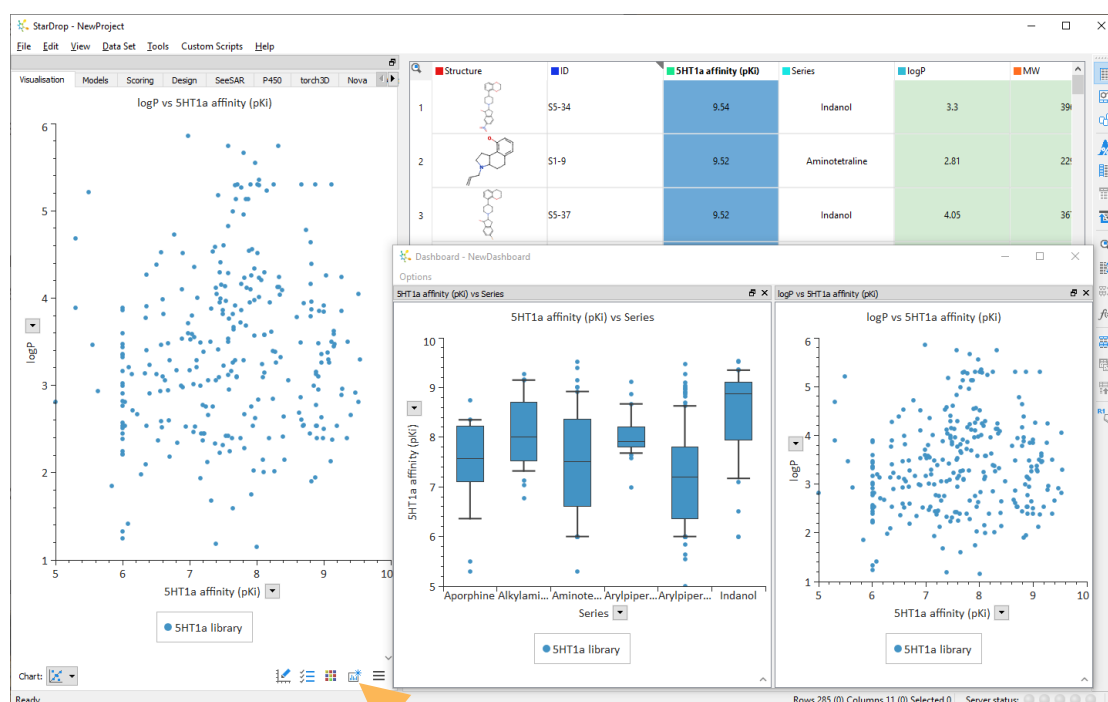 StarDrop - NewProject
File Edit View Data Set Tools Custom Scripts Help
Visualisation Models Scoring Design SeeSAR P450 torch3D Nova
logP vs 5HT1a affinity (pKi)
6
5
4
3
2
1
logP
5 6 7 8 9 10
5HT1a affinity (pKi)
5HT1a library
Chart:
Ready
Structure ID 5HT1a affinity (pKi) Series logP MW
1 S5-34 9.54 Indanol 3.3 39
2 S1-9 9.52 Aminotetraline 2.81 229
3 S5-37 9.52 Indanol 4.05 36
Dashboard - NewDashboard
Options
5HT1a affinity (pKi) vs Series
5HT1a affinity (pKi) vs Series
10
9
8
7
6
5
5HT1a affinity (pKi)
Aporphine Alkylami... Aminote... Arylpiper... Arylpiper... Indanol
Series
5HT1a library
logP vs 5HT1a affinity (pKi)
logP vs 5HT1a affinity (pKi)
6
5
4
3
2
1
logP
5 6 7 8 9 10
5HT1a affinity (pKi)
5HT1a library
Rows 285 (0) Columns 11 (0) Selected 0 Server status: